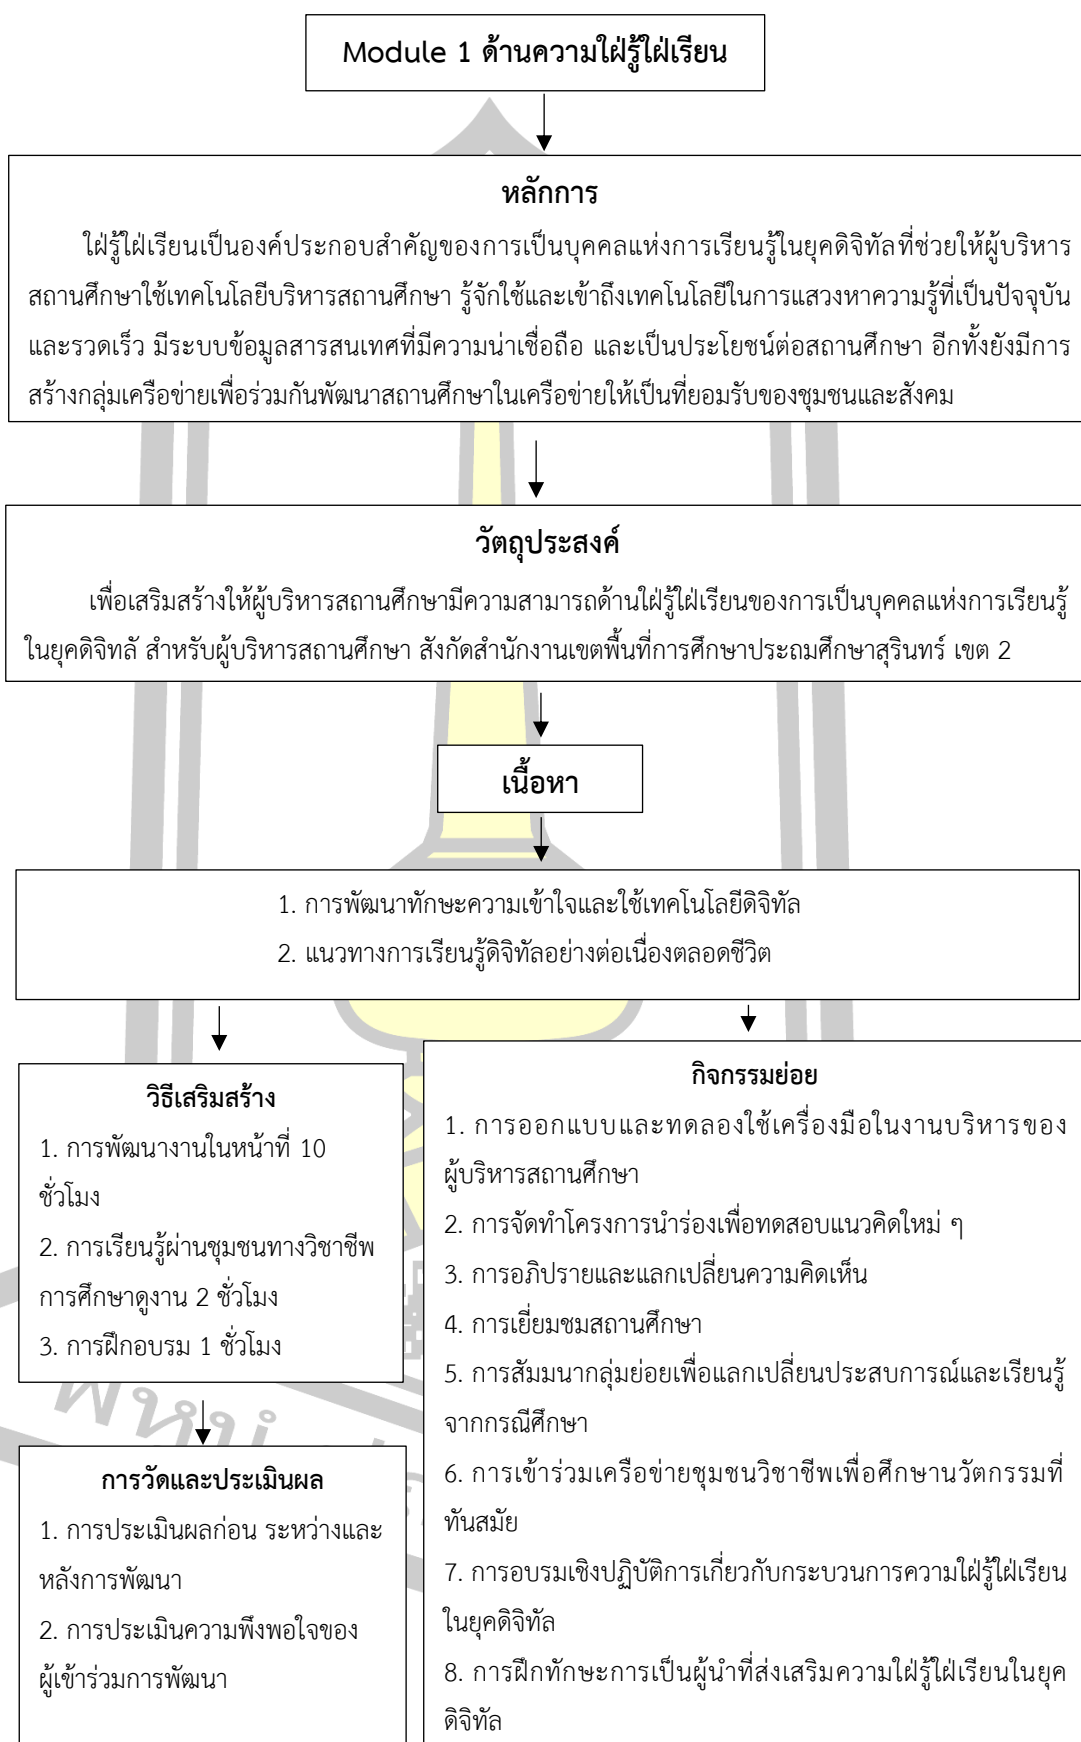 Module 1 ด้านความใฝ่รู้ใฝ่เรียน
หลักการ
ใฝ่รู้ใฝ่เรียนเป็นองค์ประกอบสำคัญของการเป็นบุคคลแห่งการเรียนรู้ในยุคดิจิทัลที่ช่วยให้ผู้บริหาร
สถานศึกษาใช้เทคโนโลยีบริหารสถานศึกษา รู้จักใช้และเข้าถึงเทคโนโลยีในการแสวงหาความรู้ที่เป็นปัจจุบัน
และรวดเร็ว มีระบบข้อมูลสารสนเทศที่มีความน่าเชื่อถือ และเป็นประโยชน์ต่อสถานศึกษา อีกทั้งยังมีการ
สร้างกลุ่มเครือข่ายเพื่อร่วมกันพัฒนาสถานศึกษาในเครือข่ายให้เป็นที่ยอมรับของชุมชนและสังคม
วัตถุประสงค์
เพื่อเสริมสร้างให้ผู้บริหารสถานศึกษามีความสามารถด้านใฝ่รู้ใฝ่เรียนของการเป็นบุคคลแห่งการเรียนรู้
ในยุคดิจิทลั สำหรับผู้บริหารสถานศึกษา สังกัดสำนักงานเขตพื้นที่การศึกษาประถมศึกษาสุรินทร์ เขต 2
เนื้อหา
1. การพัฒนาทักษะความเข้าใจและใช้เทคโนโลยีดิจิทัล
2. แนวทางการเรียนรู้ดิจิทัลอย่างต่อเนื่องตลอดชีวิต
วิธีเสริมสร้าง
1. การพัฒนางานในหน้าที่ 10
ชั่วโมง
2. การเรียนรู้ผ่านชุมชนทางวิชาชีพ
การศึกษาดูงาน 2 ชั่วโมง
3. การฝึกอบรม 1 ชั่วโมง
การวัดและประเมินผล
1. การประเมินผลก่อน ระหว่างและ
หลังการพัฒนา
2. การประเมินความพึงพอใจของ
ผู้เข้าร่วมการพัฒนา
กิจกรรมย่อย
1. การออกแบบและทดลองใช้เครื่องมือในงานบริหารของ
ผู้บริหารสถานศึกษา
2. การจัดทำโครงการนำร่องเพื่อทดสอบแนวคิดใหม่ ๆ
3. การอภิปรายและแลกเปลี่ยนความคิดเห็น
4. การเยี่ยมชมสถานศึกษา
5. การสัมมนากลุ่มย่อยเพื่อแลกเปลี่ยนประสบการณ์และเรียนรู้
จากกรณีศึกษา
6. การเข้าร่วมเครือข่ายชุมชนวิชาชีพเพื่อศึกษานวัตกรรมที่
ทันสมัย
7. การอบรมเชิงปฏิบัติการเกี่ยวกับกระบวนการความใฝ่รู้ใฝ่เรียน
ในยุคดิจิทัล
8. การฝึกทักษะการเป็นผู้นำที่ส่งเสริมความใฝ่รู้ใฝ่เรียนในยุค
ดิจิทัล